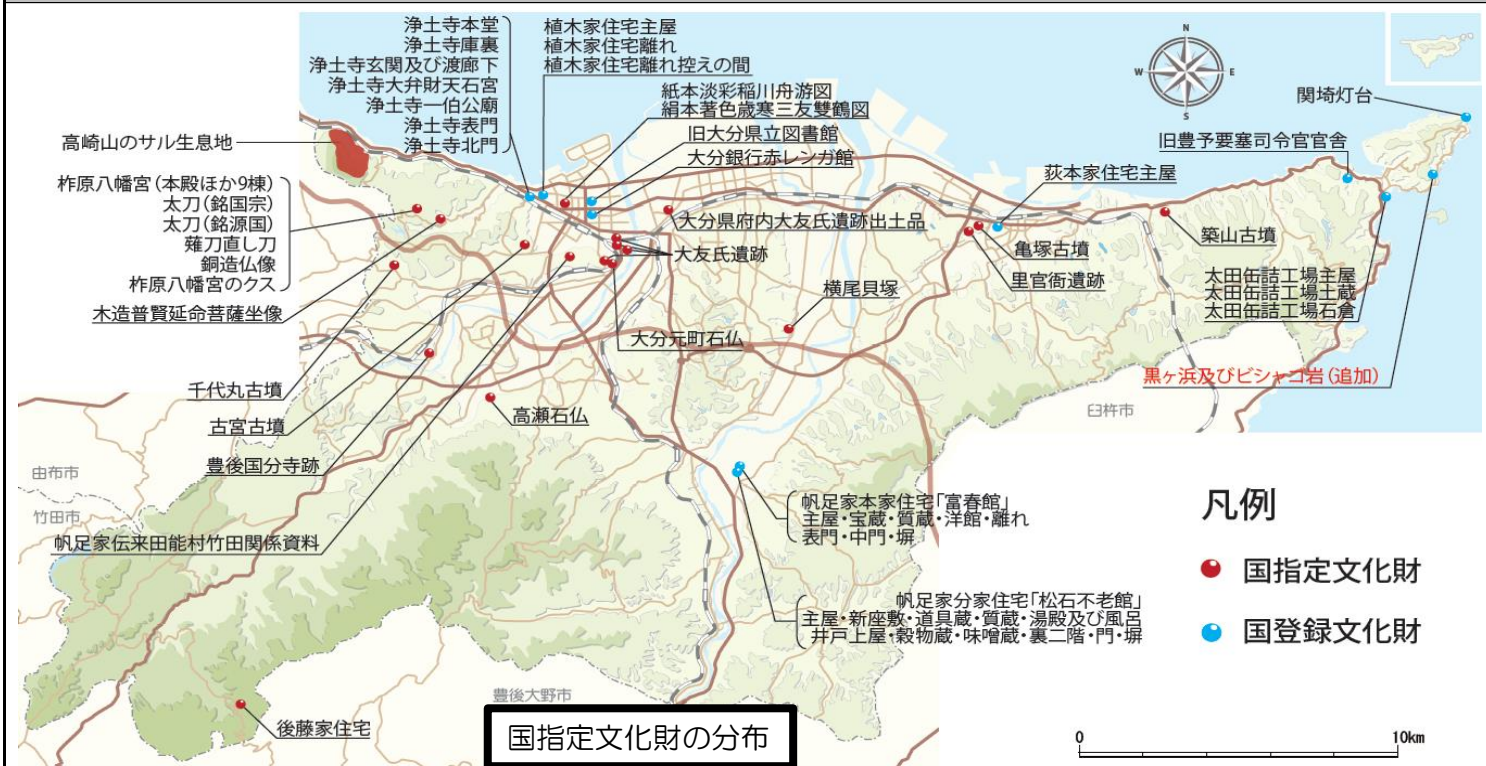 浄土寺本堂
浄土寺庫裏
浄土寺玄関及び渡廊下
浄土寺大弁財天石宮
浄土寺一伯公廟
浄土寺表門
浄土寺北門
植木家住宅主屋
植木家住宅離れ
植木家住宅離れ控えの間
紙本淡彩稲川舟游図
絹本著色歳寒三友雙鶴図
旧大分県立図書館
大分銀行赤レンガ館
N
W
E
S
関埼灯台
旧豊予要塞司令官官舎
荻本家住宅主屋
高崎山のサル生息地
柞原八幡宮(本殿ほか9棟)
太刀(銘国宗)
太刀(銘源国)
薙刀直し刀
銅造仏像
柞原八幡宮のクス
木造普賢延命菩薩坐像
大分県府内大友氏遺跡出土品
大友氏遺跡
亀塚古墳
里官衙遺跡
築山古墳
横尾貝塚
太田缶詰工場主屋
太田缶詰工場土蔵
太田缶詰工場石倉
大分元町石仏
黒ヶ浜及びビシャコ岩(追加)
千代丸古墳
古宮古墳
高瀬石仏
臼杵市
豊後国分寺跡
由布市
竹田市
帆足家伝来田能村竹田関係資料
帆足家本家住宅「富春館」
主屋・宝蔵・質蔵・洋館・離れ
表門・中門・塀
帆足家分家住宅「松石不老館」
主屋・新座敷・道具蔵・質蔵・湯殿及び風呂
井戸上屋・穀物蔵・味噌蔵・裏二階・門・塀
凡例
国指定文化財
国登録文化財
豊後大野市
後藤家住宅
国指定文化財の分布
0
10km